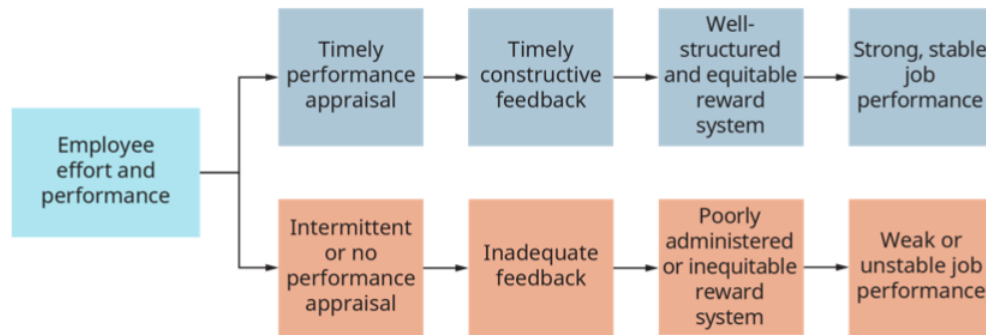 Employee
effort and
performance
Timely
performance
appraisal
Timely
constructive
feedback
Well-
structured
and equitable
reward
system
Strong, stable
job
performance
Intermittent
or no
performance
appraisal
Inadequate
feedback
Poorly
administered
or inequitable
reward
system
Weak or
unstable job
performance